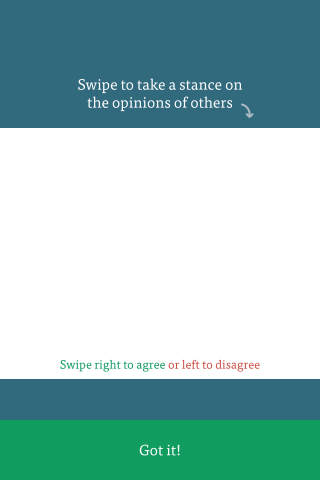 Swipe to take a stance on
the opinions of others
Swipe right to agree or left to disagree
Got it!